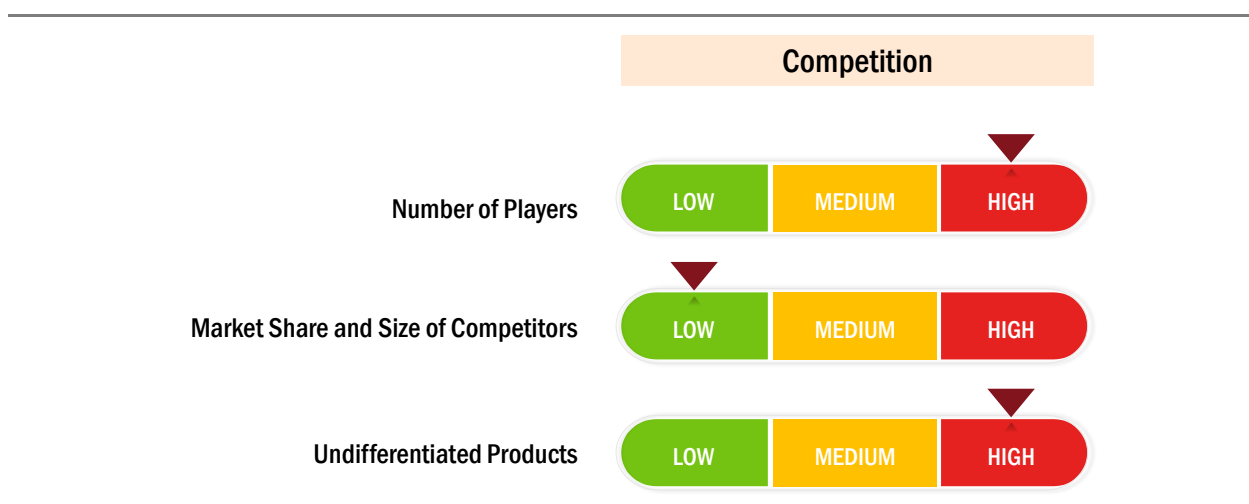 Competition
Number of Players
LOW MEDIUM HIGH
Market Share and Size of Competitors
LOW MEDIUM HIGH
Undifferentiated Products
LOW MEDIUM HIGH